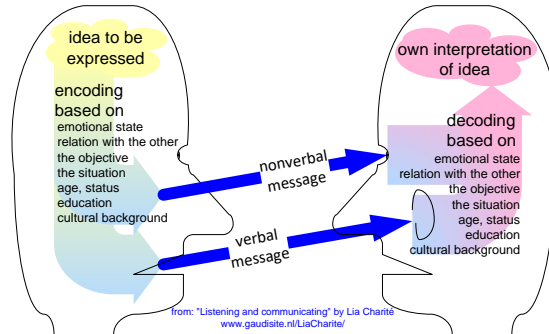 idea to be
expressed
encoding
based on
emotional state
relation with the other
the objective
the situation
age, status
education
cultural background
nonverbal
message
verbal
message
own interpretation
of idea
decoding
based on
emotional state
relation with the other
the objective
the situation
age, status
education
cultural background
from: "Listening and communicating" by Lia Charité
www.gaudisite.nl/LiaCharite/